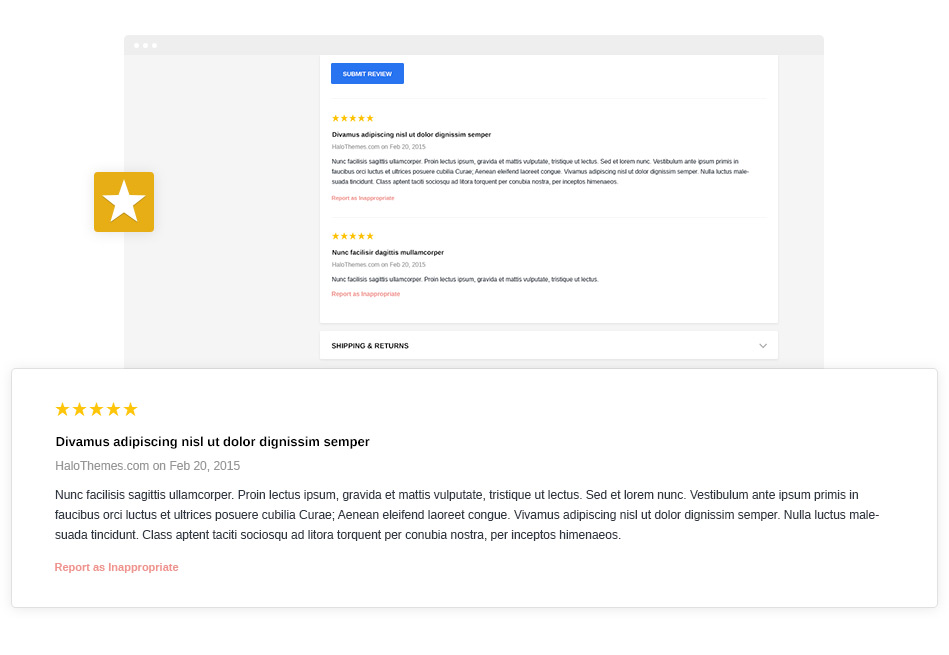 SUBMIT REVIEW
Divamus adipiscing nisl ut dolor dignissim semper
HaloThemes.com on Feb 20, 2015
Nunc facilisis sagittis ullamcorper. Proin lectus ipsum, gravida et mattis vulputate, tristique ut lectus. Sed et lorem nunc. Vestibulum ante ipsum primis in
faucibus orci luctus et ultrices posuere cubilia Curae; Aenean eleifend laoreet congue. Vivamus adipiscing nisl ut dolor dignissim semper. Nulla luctus male-
suada tincidunt. Class aptent taciti sociosqu ad litora torquent per conubia nostra, per inceptos himenaeos.
Report as Inappropriate
Nunc facilisir dagittis mullamcorper
HaloThemes.com on Feb 20, 2015
Nunc facilisis sagittis ullamcorper. Proin lectus ipsum, gravida et mattis vulputate, tristique ut lectus.
Report as Inappropriate
SHIPPING & RETURNS
Divamus adipiscing nisl ut dolor dignissim semper
HaloThemes.com on Feb 20, 2015
Nunc facilisis sagittis ullamcorper. Proin lectus ipsum, gravida et mattis vulputate, tristique ut lectus. Sed et lorem nunc. Vestibulum ante ipsum primis in
faucibus orci luctus et ultrices posuere cubilia Curae; Aenean eleifend laoreet congue. Vivamus adipiscing nisl ut dolor dignissim semper. Nulla luctus male-
suada tincidunt. Class aptent taciti sociosqu ad litora torquent per conubia nostra, per inceptos himenaeos.
Report as Inappropriate